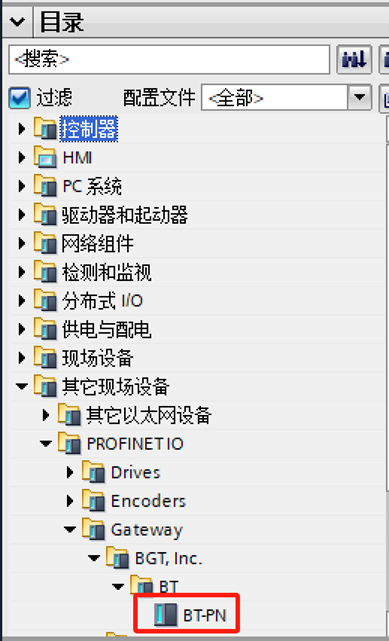 目录
<搜索>
过滤 配置文件 <全部>
控制器
HMI
PC 系统
驱动器和起动器
网络组件
检测和监视
分布式 I/O
供电与配电
现场设备
其它现场设备
其它以太网设备
PROFINET IO
Drives
Encoders
Gateway
BGT, Inc.
BT
BT-PN